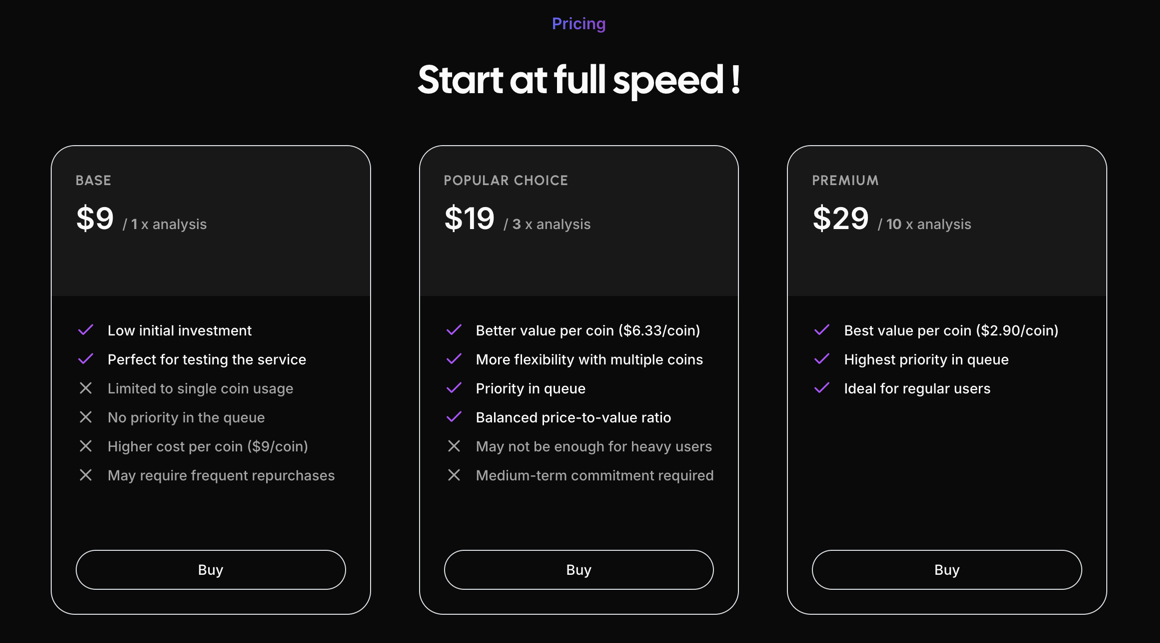 Pricing
Start at full speed !
BASE
$9 / 1 x analysis
Low initial investment
Perfect for testing the service
Limited to single coin usage
No priority in the queue
Higher cost per coin ($9/coin)
May require frequent repurchases
Buy
POPULAR CHOICE
$19 / 3 x analysis
Better value per coin ($6.33/coin)
More flexibility with multiple coins
Priority in queue
Balanced price-to-value ratio
May not be enough for heavy users
Medium-term commitment required
Buy
PREMIUM
$29 / 10 x analysis
Best value per coin ($2.90/coin)
Highest priority in queue
Ideal for regular users
Buy